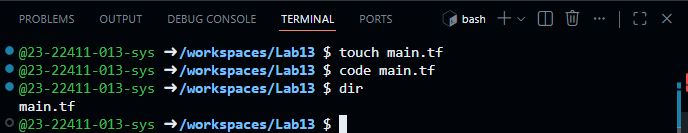 PROBLEMS OUTPUT DEBUG CONSOLE TERMINAL PORTS bash
@23-22411-013-sys ➜/workspaces/Lab13 $ touch main.tf
@23-22411-013-sys ➜/workspaces/Lab13 $ code main.tf
@23-22411-013-sys ➜/workspaces/Lab13 $ dir
main.tf
@23-22411-013-sys ➜/workspaces/Lab13 $